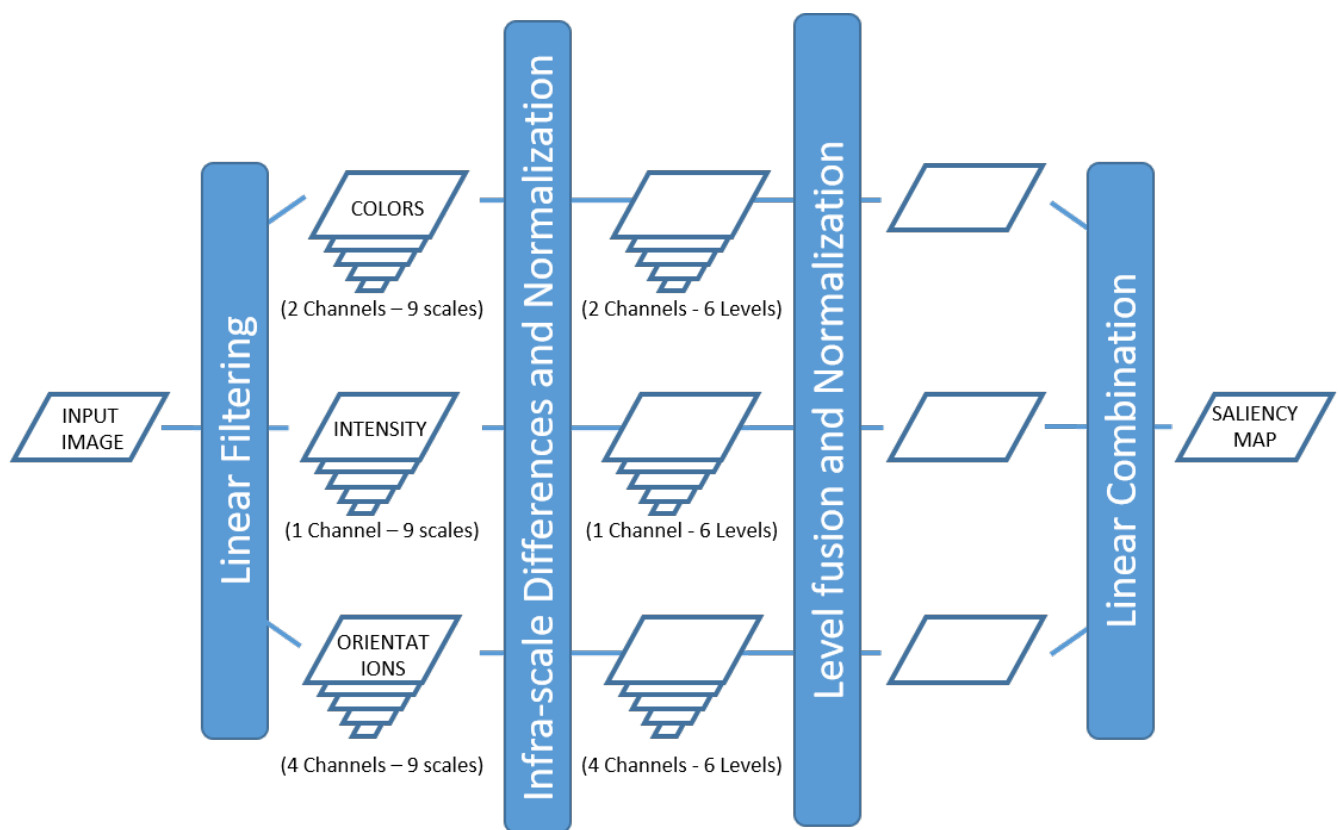 INPUT
IMAGE
Linear Filtering
COLORS
(2 Channels – 9 scales)
INTENSITY
(1 Channel – 9 scales)
ORIENTAT
IONS
(4 Channels – 9 scales)
Infra-scale Differences and Normalization
(2 Channels - 6 Levels)
(1 Channel - 6 Levels)
(4 Channels - 6 Levels)
Level fusion and Normalization
Linear Combination
SALIENCY
MAP